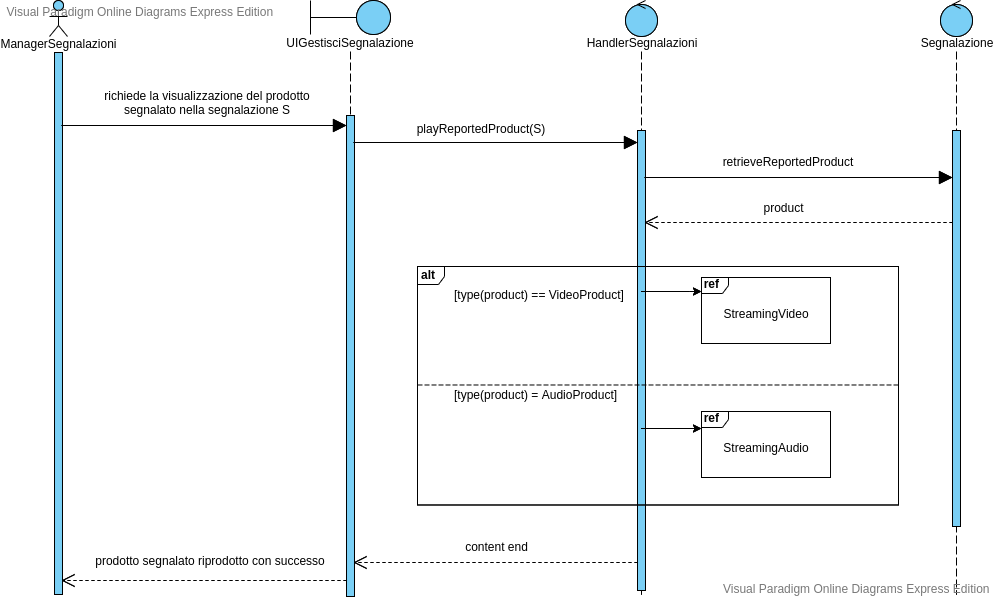 Visual Paradigm Online Diagrams Express Edition
ManagerSegnalazioni
UIGestisciSegnalazione
HandlerSegnalazioni
Segnalazione
richiede la visualizzazione del prodotto
segnalato nella segnalazione S
playReportedProduct(S)
retrieveReportedProduct
product
alt
[type(product) == VideoProduct]
ref
StreamingVideo
[type(product) = AudioProduct]
ref
StreamingAudio
content end
prodotto segnalato riprodotto con successo
Visual Paradigm Online Diagrams Express Edition